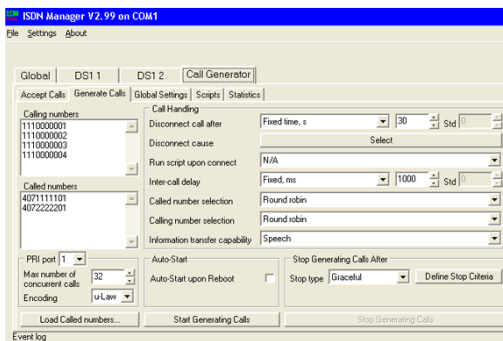 ISDN Manager V2.99 on COM1
File Settings About
Global DS1 1 DS1 2 Call Generator
Accept Calls Generate Calls Global Settings Scripts Statistics
Calling numbers
1110000001
1110000002
1110000003
1110000004
Called numbers
4071111101
4072222201
Call Handling
Disconnect call after Fixed time, s 30 Std 0
Disconnect cause Select
Run script upon connect N/A
Inter-call delay Fixed, ms 1000 Std 0
Called number selection Round robin
Calling number selection Round robin
Information transfer capability Speech
PRI port 1
Max number of concurrent calls 32
Encoding u-Law
Auto-Start
Auto-Start upon Reboot
Stop Generating Calls After
Stop type Graceful Define Stop Criteria
Load Called numbers... Start Generating Calls Stop Generating Calls
Event log